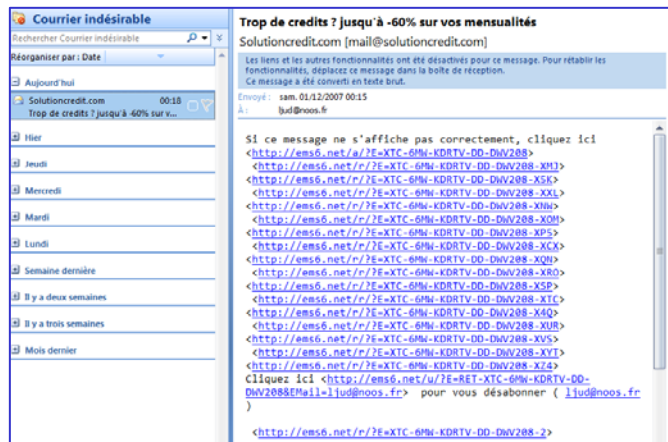 Courrier indésirable
Rechercher Courrier indésirable
Réorganiser par : Date
Aujourd'hui
Solutioncredit.com 00:18
Trop de credits ? jusqu'à -60% sur v...
Hier
Jeudi
Mercredi
Mardi
Lundi
Semaine dernière
Il y a deux semaines
Il y a trois semaines
Mois dernier
Trop de credits ? jusqu'à -60% sur vos mensualités
Solutioncredit.com [mail@solutioncredit.com]
Les liens et les autres fonctionnalités ont été désactivés pour ce message. Pour rétablir les
fonctionnalités, déplacez ce message dans la boîte de réception.
Ce message a été converti en texte brut.
Envoyé : sam. 01/12/2007 00:15
À : ljud@noos.fr
Si ce message ne s'affiche pas correctement, cliquez ici
<http://ems6.net/a/?E=XTC-6MW-KDRTV-DD-DWV208>
<http://ems6.net/r/?E=XTC-6MW-KDRTV-DD-DWV208-XMJ>
<http://ems6.net/r/?E=XTC-6MW-KDRTV-DD-DWV208-XSK>
<http://ems6.net/r/?E=XTC-6MW-KDRTV-DD-DWV208-XXL>
<http://ems6.net/r/?E=XTC-6MW-KDRTV-DD-DWV208-XNW>
<http://ems6.net/r/?E=XTC-6MW-KDRTV-DD-DWV208-XOM>
<http://ems6.net/r/?E=XTC-6MW-KDRTV-DD-DWV208-XPS>
<http://ems6.net/r/?E=XTC-6MW-KDRTV-DD-DWV208-XCX>
<http://ems6.net/r/?E=XTC-6MW-KDRTV-DD-DWV208-XQN>
<http://ems6.net/r/?E=XTC-6MW-KDRTV-DD-DWV208-XRO>
<http://ems6.net/r/?E=XTC-6MW-KDRTV-DD-DWV208-XSP>
<http://ems6.net/r/?E=XTC-6MW-KDRTV-DD-DWV208-XTC>
<http://ems6.net/r/?E=XTC-6MW-KDRTV-DD-DWV208-X4Q>
<http://ems6.net/r/?E=XTC-6MW-KDRTV-DD-DWV208-XUR>
<http://ems6.net/r/?E=XTC-6MW-KDRTV-DD-DWV208-XVS>
<http://ems6.net/r/?E=XTC-6MW-KDRTV-DD-DWV208-XYT>
<http://ems6.net/r/?E=XTC-6MW-KDRTV-DD-DWV208-XZ4>
Cliquez ici <http://ems6.net/u/?E=RET-XTC-6MW-KDRTV-DD-
DWV208&EMail=ljud@noos.fr> pour vous désabonner ( ljud@noos.fr
)
<http://ems6.net/r/?E=XTC-6MW-KDRTV-DD-DWV208-2>